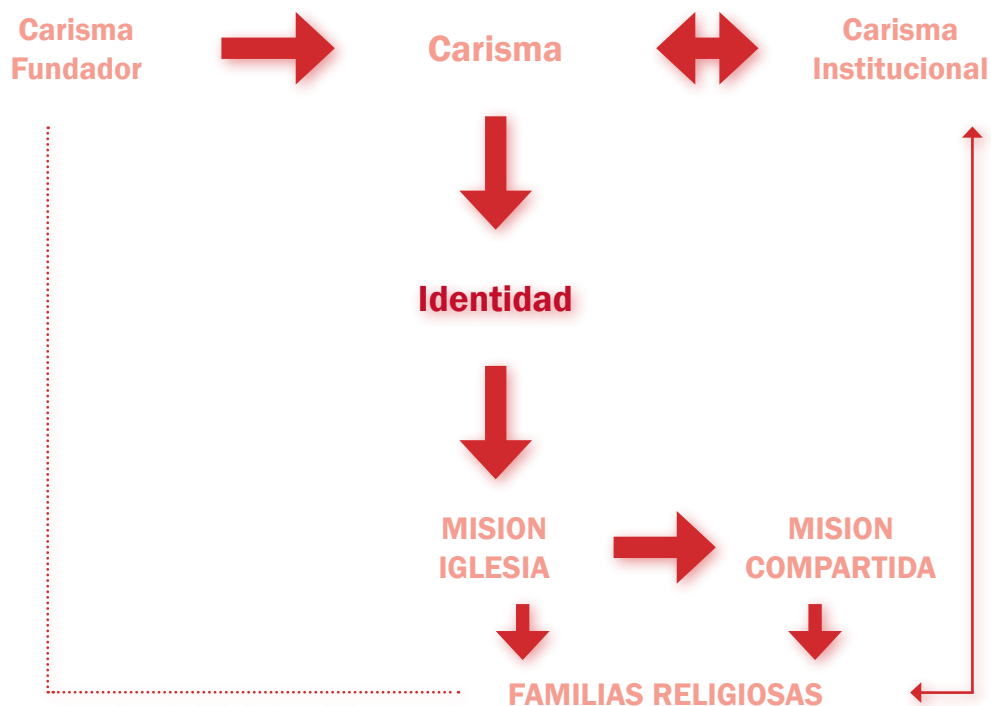 Carisma
Fundador
Carisma
Carisma
Institucional
Identidad
MISION
IGLESIA
MISION
COMPARTIDA
FAMILIAS RELIGIOSAS